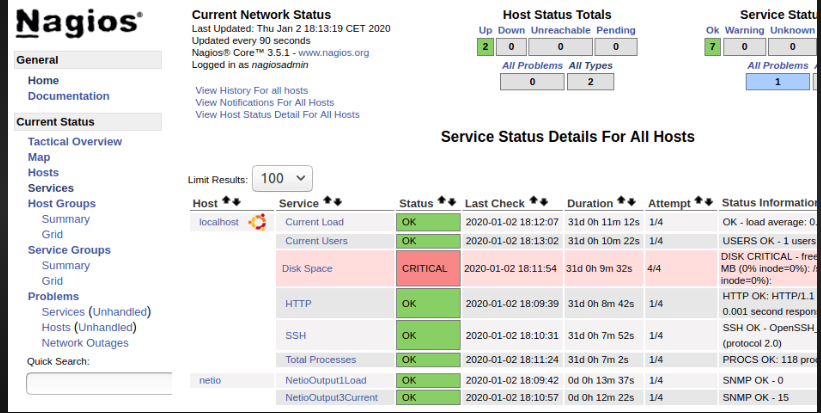 Nagios®
General
Home
Documentation
Current Status
Tactical Overview
Map
Hosts
Services
Host Groups
Summary
Grid
Service Groups
Summary
Grid
Problems
Services (Unhandled)
Hosts (Unhandled)
Network Outages
Quick Search:
Current Network Status
Last Updated: Thu Jan 2 18:13:19 CET 2020
Updated every 90 seconds
Nagios® Core™ 3.5.1 - www.nagios.org
Logged in as nagiosadmin
View History For all hosts
View Notifications For All Hosts
View Host Status Detail For All Hosts
Host Status Totals
Up Down Unreachable Pending
2 0 0 0
All Problems All Types
0 2
Service Statu
Ok Warning Unknown
7 0 0
All Problems
1
Service Status Details For All Hosts
Limit Results: 100
Host Service Status Last Check Duration Attempt Status Information
localhost Current Load OK 2020-01-02 18:12:07 31d 0h 11m 12s 1/4 OK - load average: 0.
Current Users OK 2020-01-02 18:13:02 31d 0h 10m 22s 1/4 USERS OK - 1 users
Disk Space CRITICAL 2020-01-02 18:11:54 31d 0h 9m 32s 4/4 DISK CRITICAL - free
MB (0% inode=0%): /
inode=0%):
HTTP OK 2020-01-02 18:09:39 31d 0h 8m 42s 1/4 HTTP OK: HTTP/1.1
0.001 second respon
SSH OK 2020-01-02 18:10:31 31d 0h 7m 52s 1/4 SSH OK - OpenSSH_
(protocol 2.0)
Total Processes OK 2020-01-02 18:11:24 31d 0h 7m 2s 1/4 PROCS OK: 118 proc
netio NetioOutput1Load OK 2020-01-02 18:09:42 0d 0h 13m 37s 1/4 SNMP OK - 0
NetioOutput3Current OK 2020-01-02 18:10:57 0d 0h 12m 22s 1/4 SNMP OK - 15